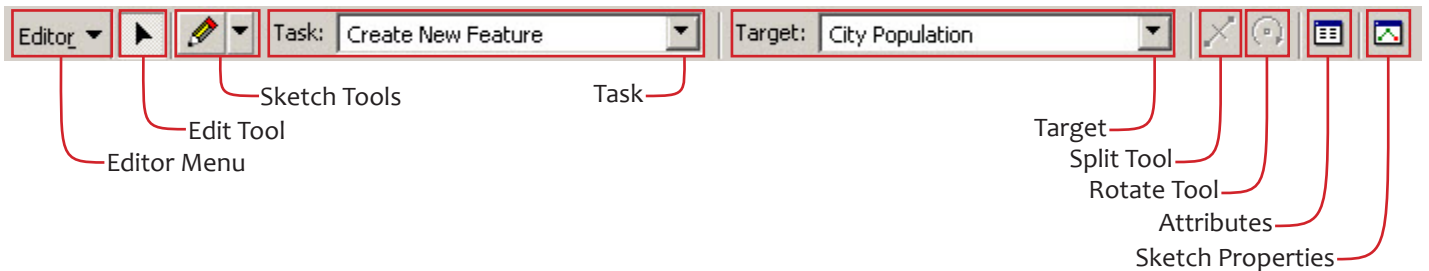 Editor
Task: Create New Feature
Target: City Population
Sketch Tools
Task
Edit Tool
Target
Editor Menu
Split Tool
Rotate Tool
Attributes
Sketch Properties